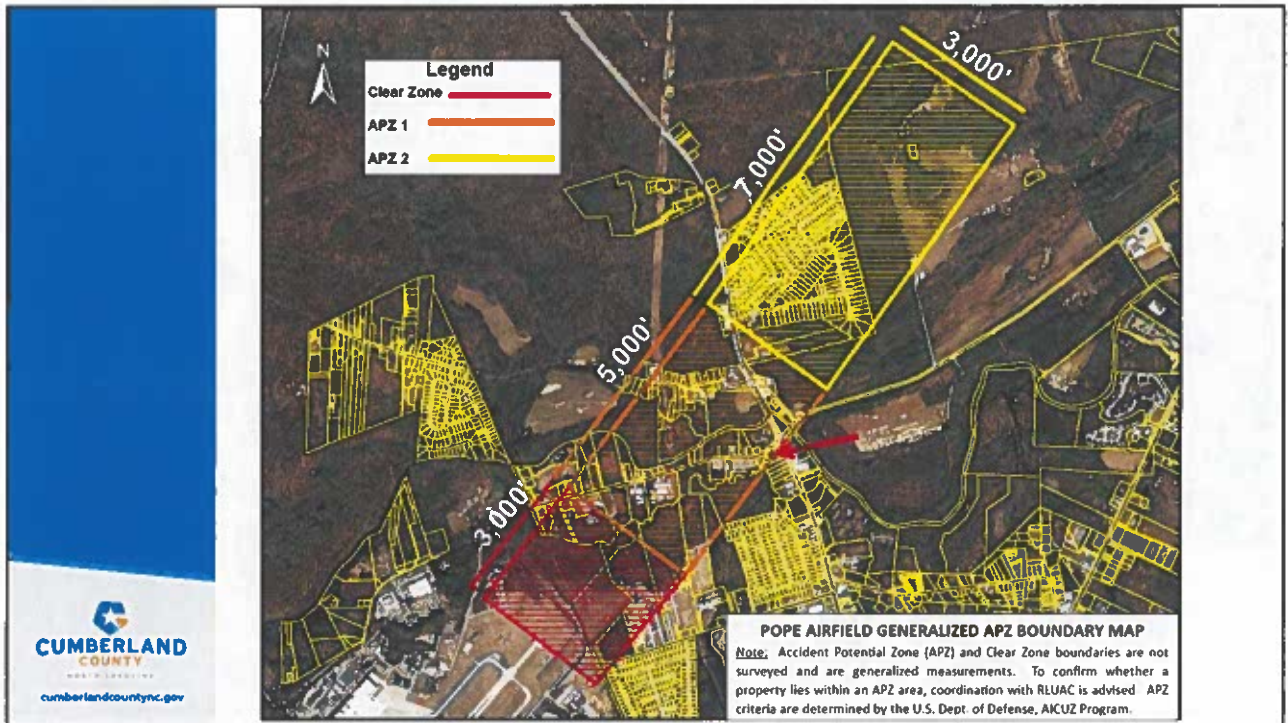 N
Legend
Clear Zone
APZ 1
APZ 2
3,000'
7,000'
5,000'
3,000'
CUMBERLAND
COUNTY
NORTH CAROLINA
cumberlandcountync.gov
POPE AIRFIELD GENERALIZED APZ BOUNDARY MAP
Note: Accident Potential Zone (APZ) and Clear Zone boundaries are not
surveyed and are generalized measurements. To confirm whether a
property lies within an APZ area, coordination with RLUAC is advised APZ
criteria are determined by the U.S. Dept. of Defense, AICUZ Program.